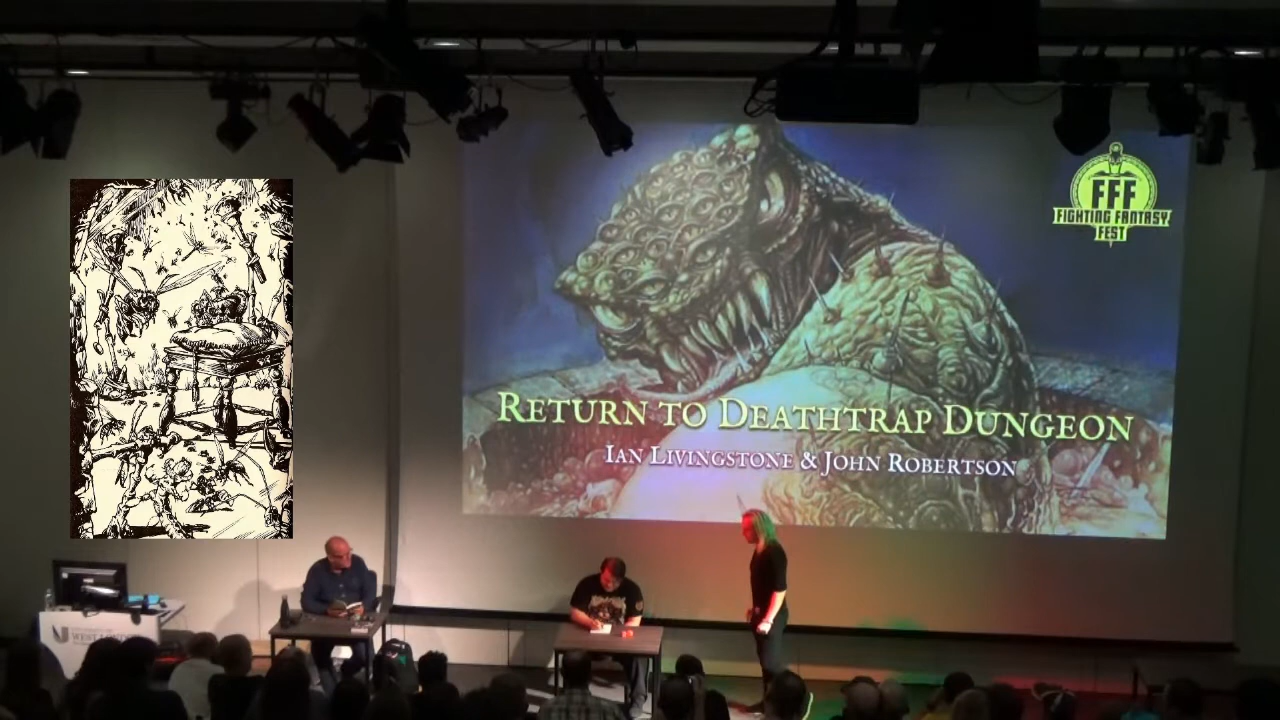 FFF
FIGHTING FANTASY
FEST
RETURN TO DEATHTRAP DUNGEON
IAN LIVINGSTONE & JOHN ROBERTSON